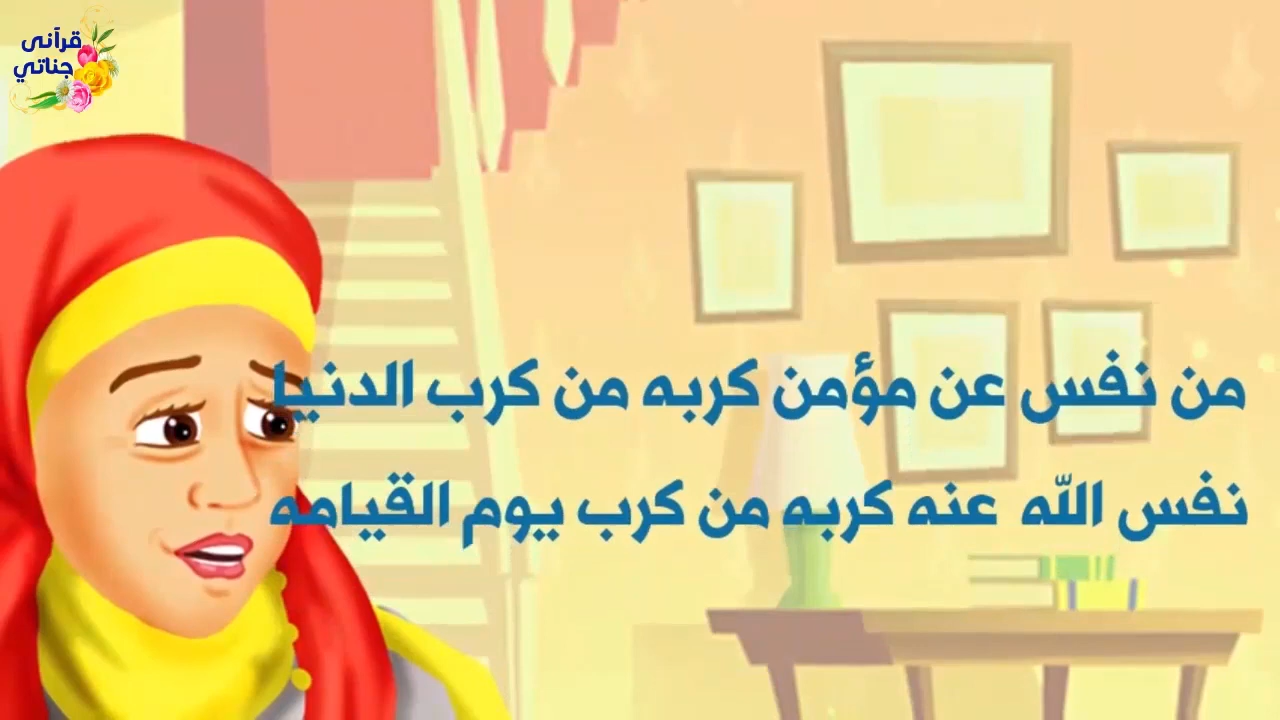 قرآنى
جناتي
من نفس عن مؤمن كربه من كرب الدنيا
نفس الله عنه كربه من كرب يوم القيامه